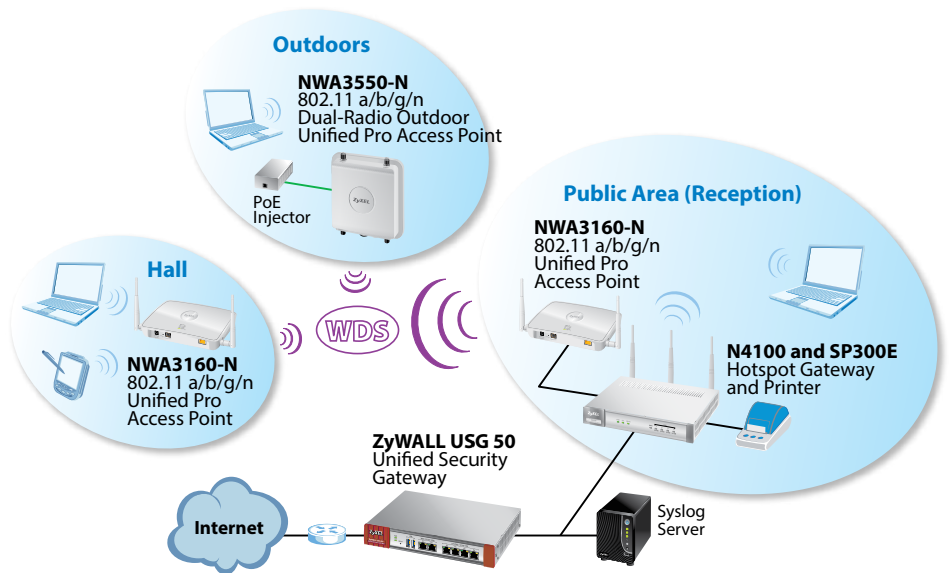 Outdoors
NWA3550-N
802.11 a/b/g/n
Dual-Radio Outdoor
Unified Pro Access Point
PoE
Injector
ZyXEL
Public Area (Reception)
NWA3160-N
802.11 a/b/g/n
Unified Pro
Access Point
Hall
NWA3160-N
802.11 a/b/g/n
Unified Pro
Access Point
WDS
N4100 and SP300E
Hotspot Gateway
and Printer
ZyWALL USG 50
Unified Security
Gateway
Internet
ZyXEL
Syslog
Server